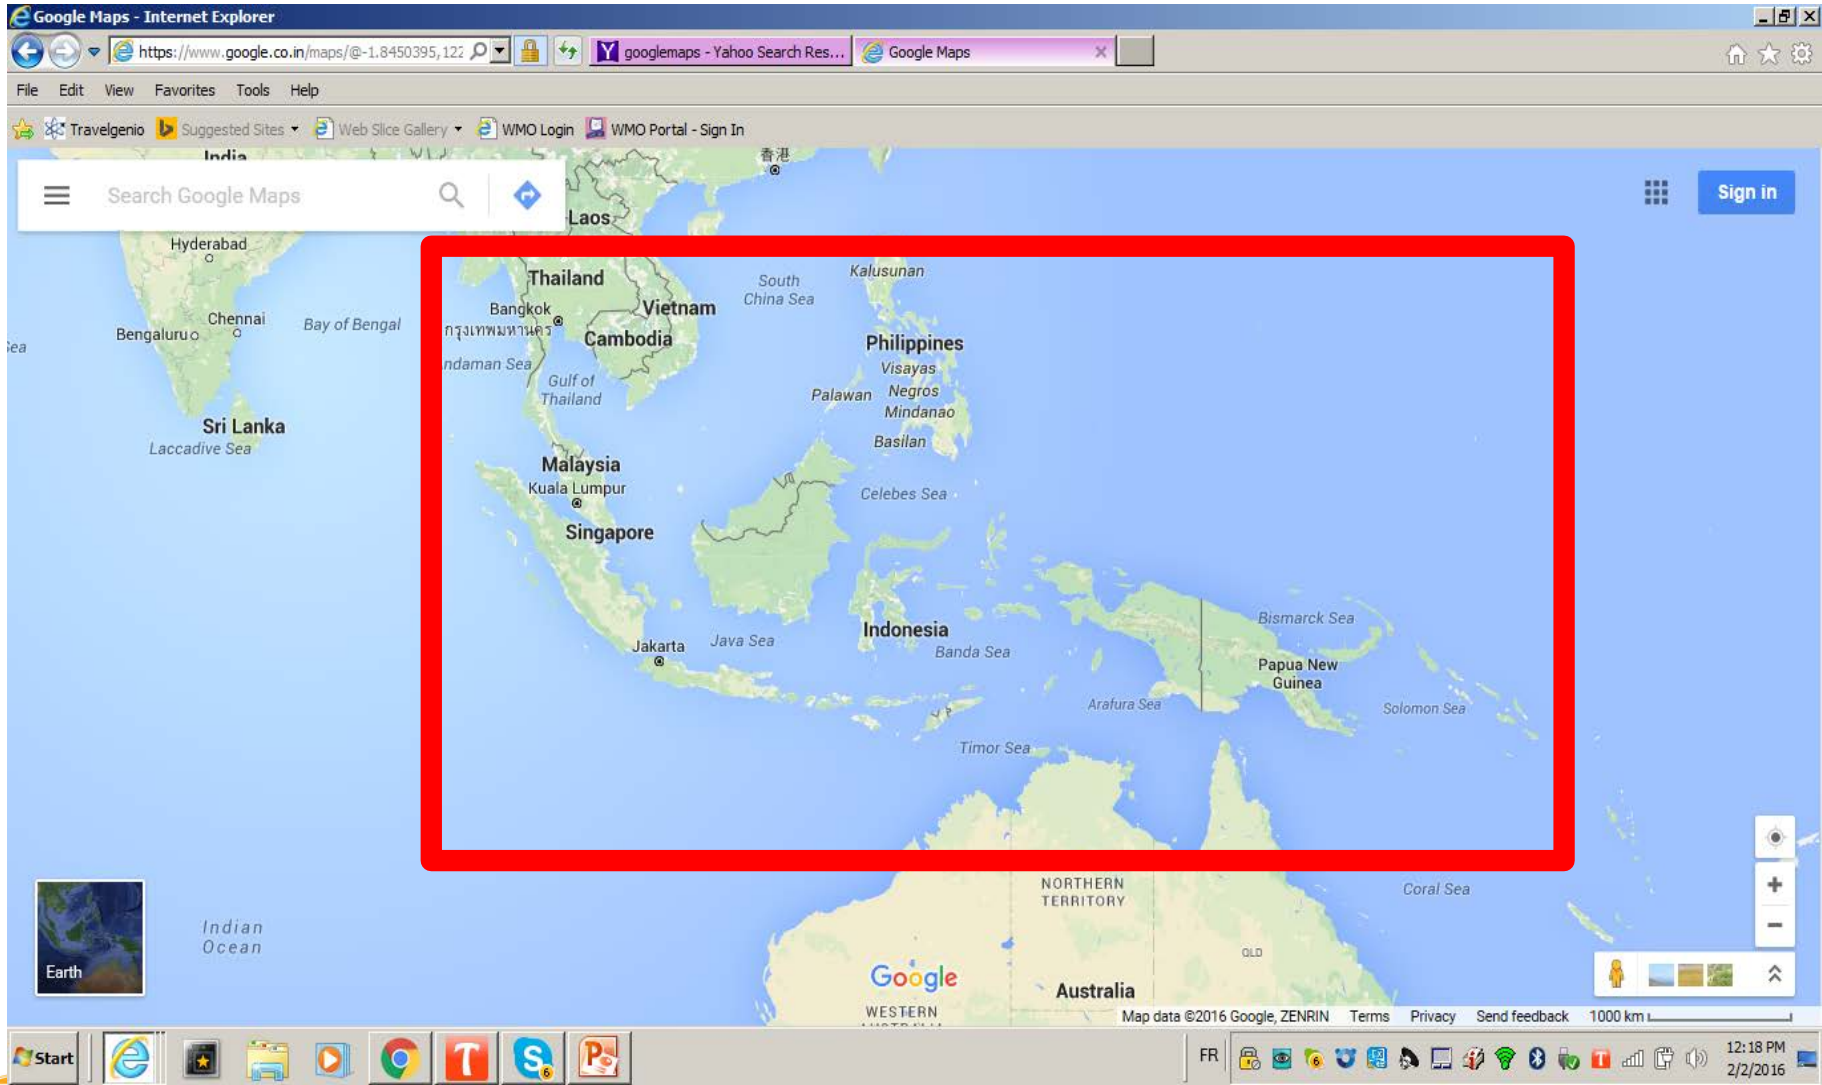 Google Maps - Internet Explorer
https://www.google.co.in/maps/@-1.8450395,122
googlemaps - Yahoo Search Res...
Google Maps
File Edit View Favorites Tools Help
Travelgenio Suggested Sites Web Slice Gallery WMO Login WMO Portal - Sign In
India
香港
Search Google Maps
Sign in
Laos
Hyderabad
Thailand
South
China Sea
Kalusunan
Bangkok
กรุงเทพมหานคร
Vietnam
Chennai
Bengaluru
Bay of Bengal
Cambodia
Philippines
ea
ndaman Sea
Visayas
Gulf of
Thailand
Palawan
Negros
Mindanao
Sri Lanka
Laccadive Sea
Basilan
Malaysia
Kuala Lumpur
Celebes Sea
Singapore
Bismarck Sea
Indonesia
Jakarta
Java Sea
Banda Sea
Papua New
Guinea
Arafura Sea
Solomon Sea
Timor Sea
NORTHERN
TERRITORY
Coral Sea
Indian
Ocean
QLD
Earth
Google
Australia
WESTERN
Map data ©2016 Google, ZENRIN Terms Privacy Send feedback 1000 km
Start
FR
12:18 PM
2/2/2016